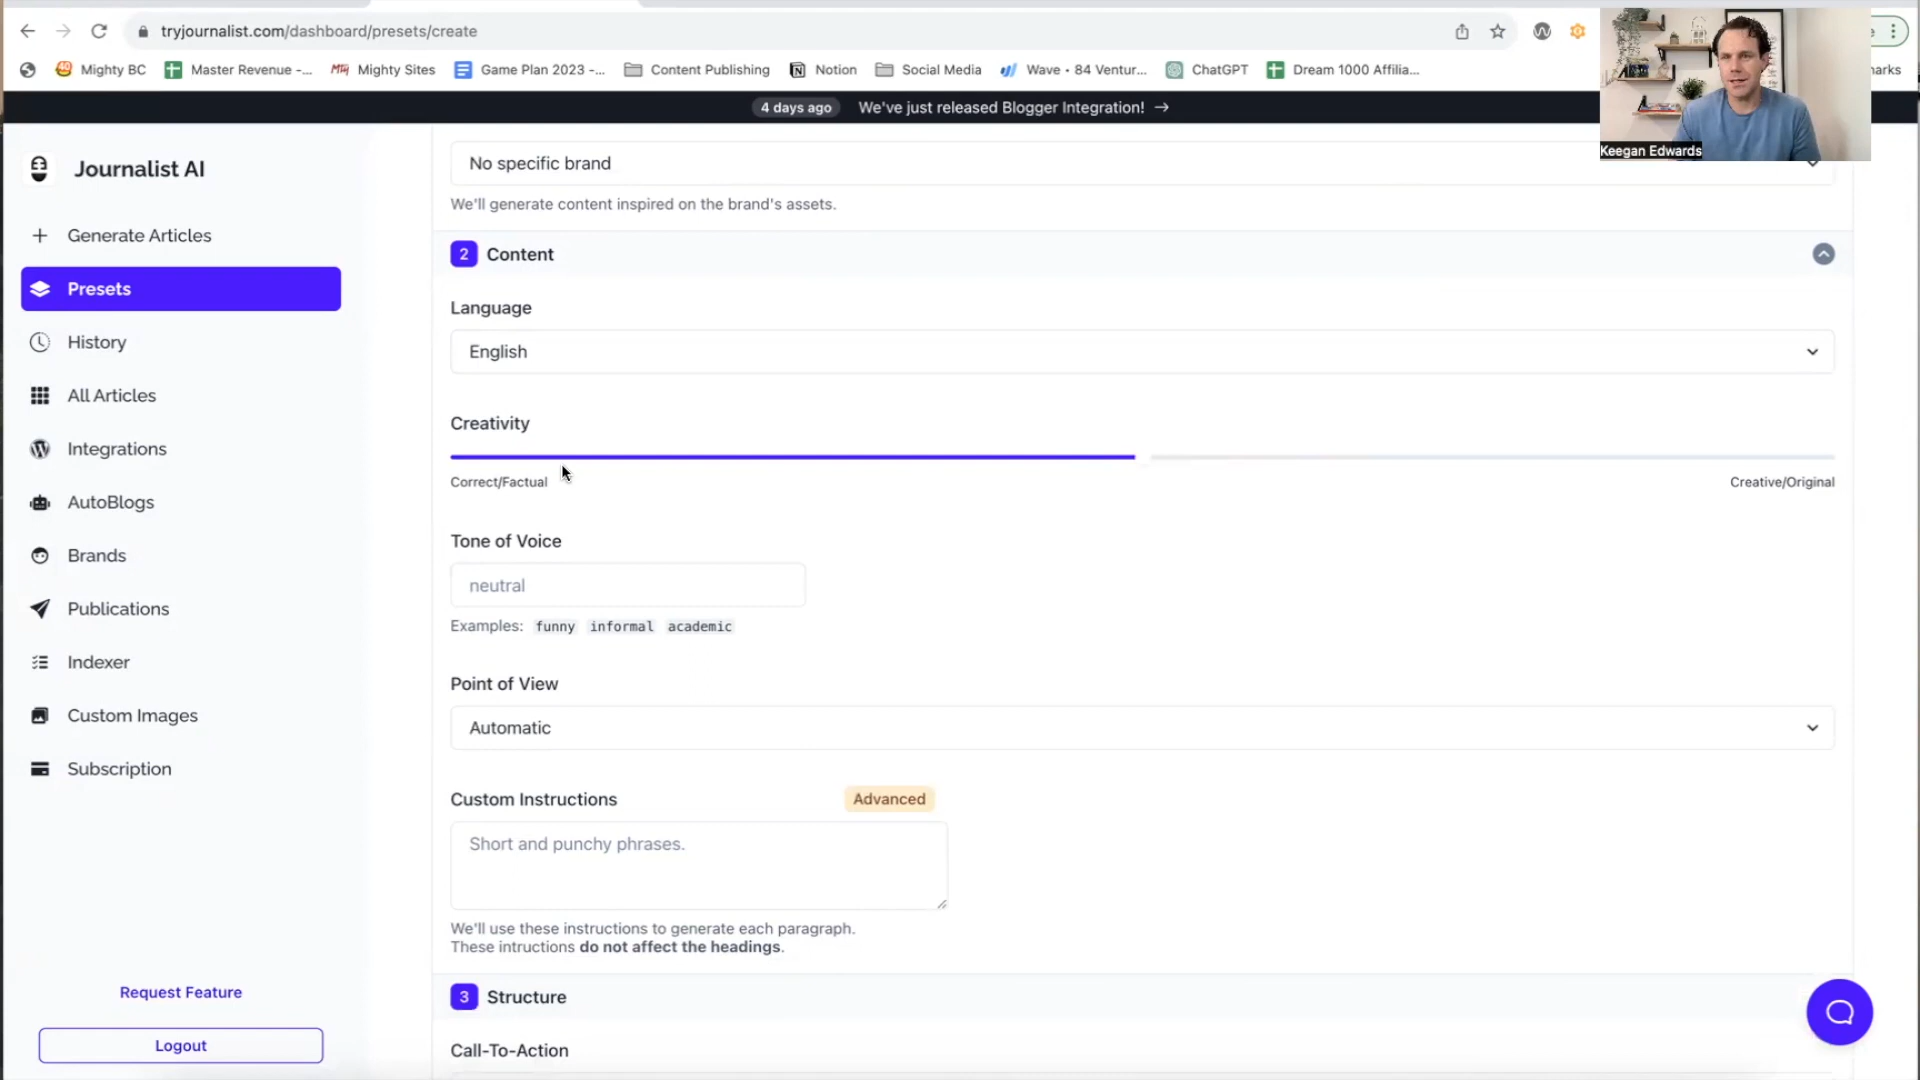 tryjournalist.com/dashboard/presets/create
Mighty BC
Master Revenue -...
Mighty Sites
Game Plan 2023 -...
Content Publishing
Notion
Social Media
Wave • 84 Ventur...
ChatGPT
Dream 1000 Affilia...
arks
4 days ago We've just released Blogger Integration! →
Keegan Edwards
Journalist AI
Generate Articles
Presets
History
All Articles
Integrations
AutoBlogs
Brands
Publications
Indexer
Custom Images
Subscription
Request Feature
Logout
No specific brand
We'll generate content inspired on the brand's assets.
2 Content
Language
English
Creativity
Correct/Factual Creative/Original
Tone of Voice
neutral
Examples: funny informal academic
Point of View
Automatic
Custom Instructions Advanced
Short and punchy phrases.
We'll use these instructions to generate each paragraph.
These intructions do not affect the headings.
3 Structure
Call-To-Action